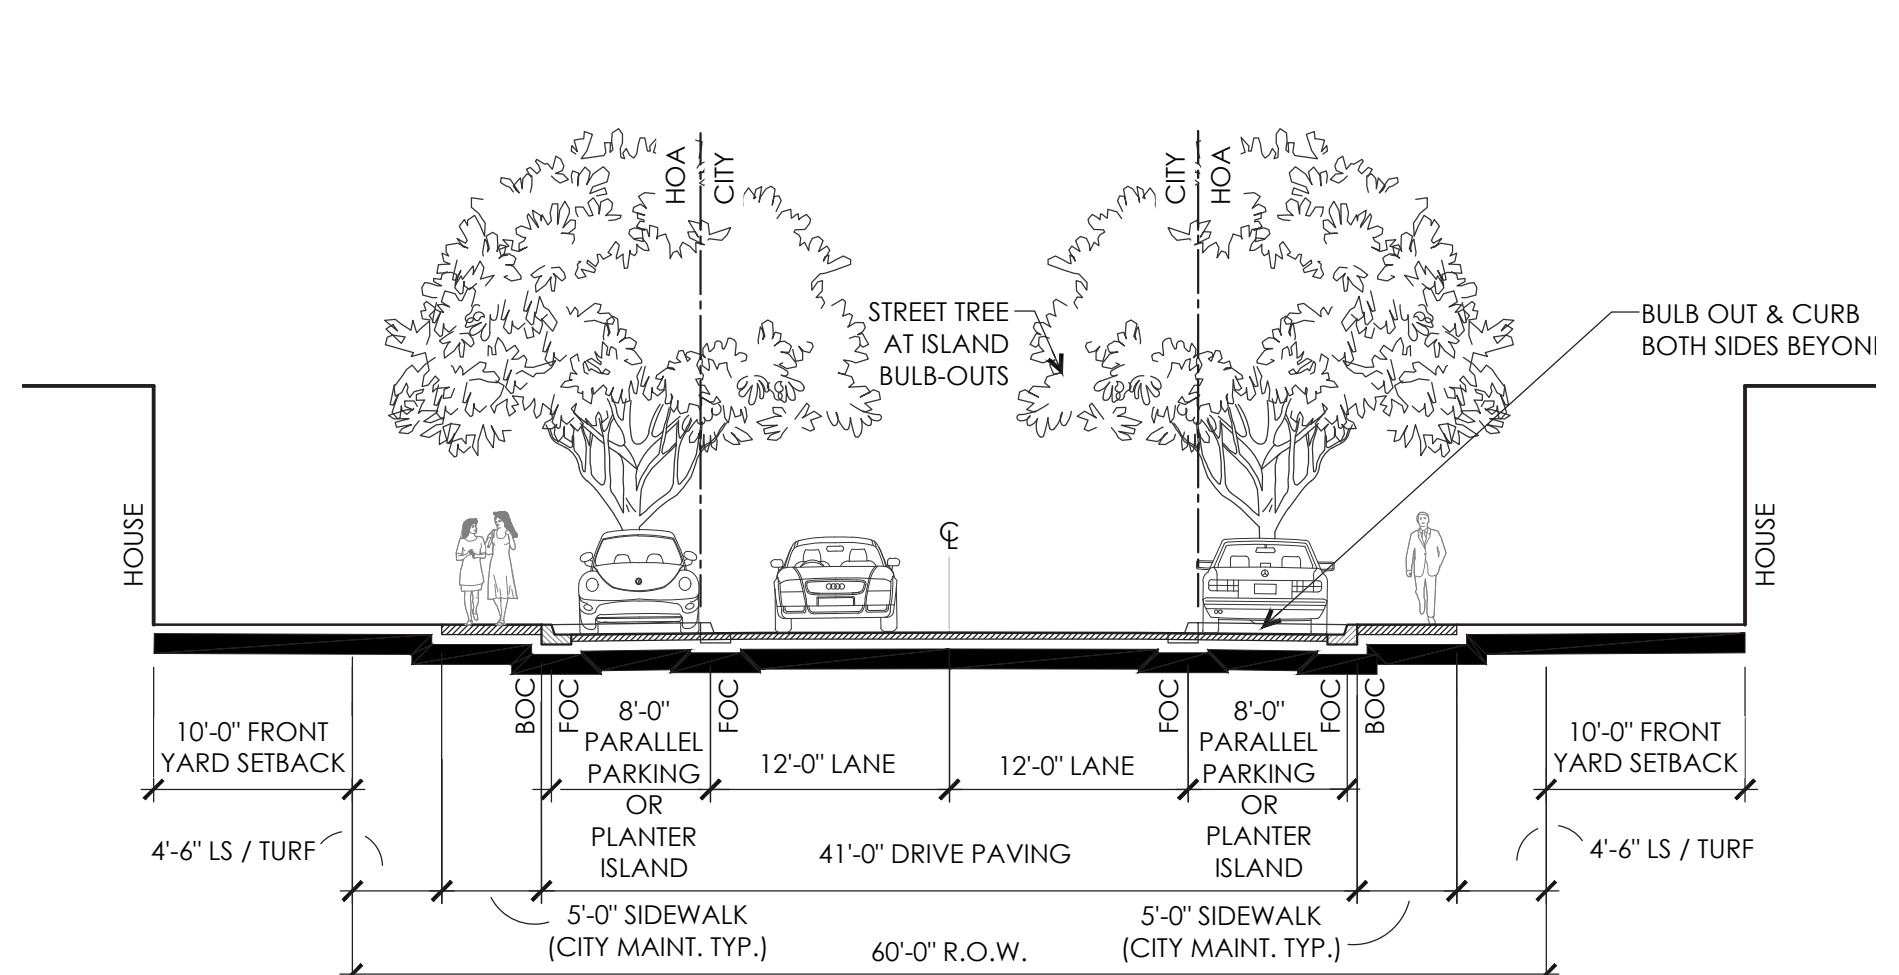 HOA
CITY
CITY
HOA
STREET TREE
AT ISLAND
BULB-OUTS
BULB OUT & CURB
BOTH SIDES BEYON
HOUSE
HOUSE
℄
BOC
FOC
FOC
FOC
FOC
BOC
10'-0" FRONT
YARD SETBACK
8'-0"
PARALLEL
PARKING
OR
PLANTER
ISLAND
12'-0" LANE
12'-0" LANE
8'-0"
PARALLEL
PARKING
OR
PLANTER
ISLAND
10'-0" FRONT
YARD SETBACK
4'-6" LS / TURF
41'-0" DRIVE PAVING
4'-6" LS / TURF
5'-0" SIDEWALK
(CITY MAINT. TYP.)
5'-0" SIDEWALK
(CITY MAINT. TYP.)
60'-0" R.O.W.